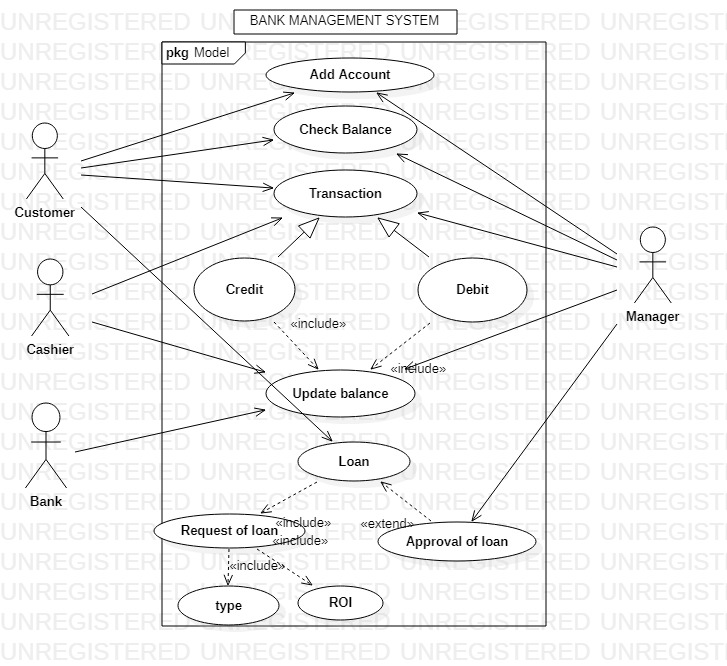 BANK MANAGEMENT SYSTEM
pkg Model
Add Account
Check Balance
Customer
Transaction
Credit
Debit
Manager
«include»
Cashier
«include»
Update balance
Loan
Bank
«include»
«extend»
Request of loan
«include»
Approval of loan
«include»
type
ROI
UNREGISTERED UNREGISTERED UNREGISTERED UNREGIST